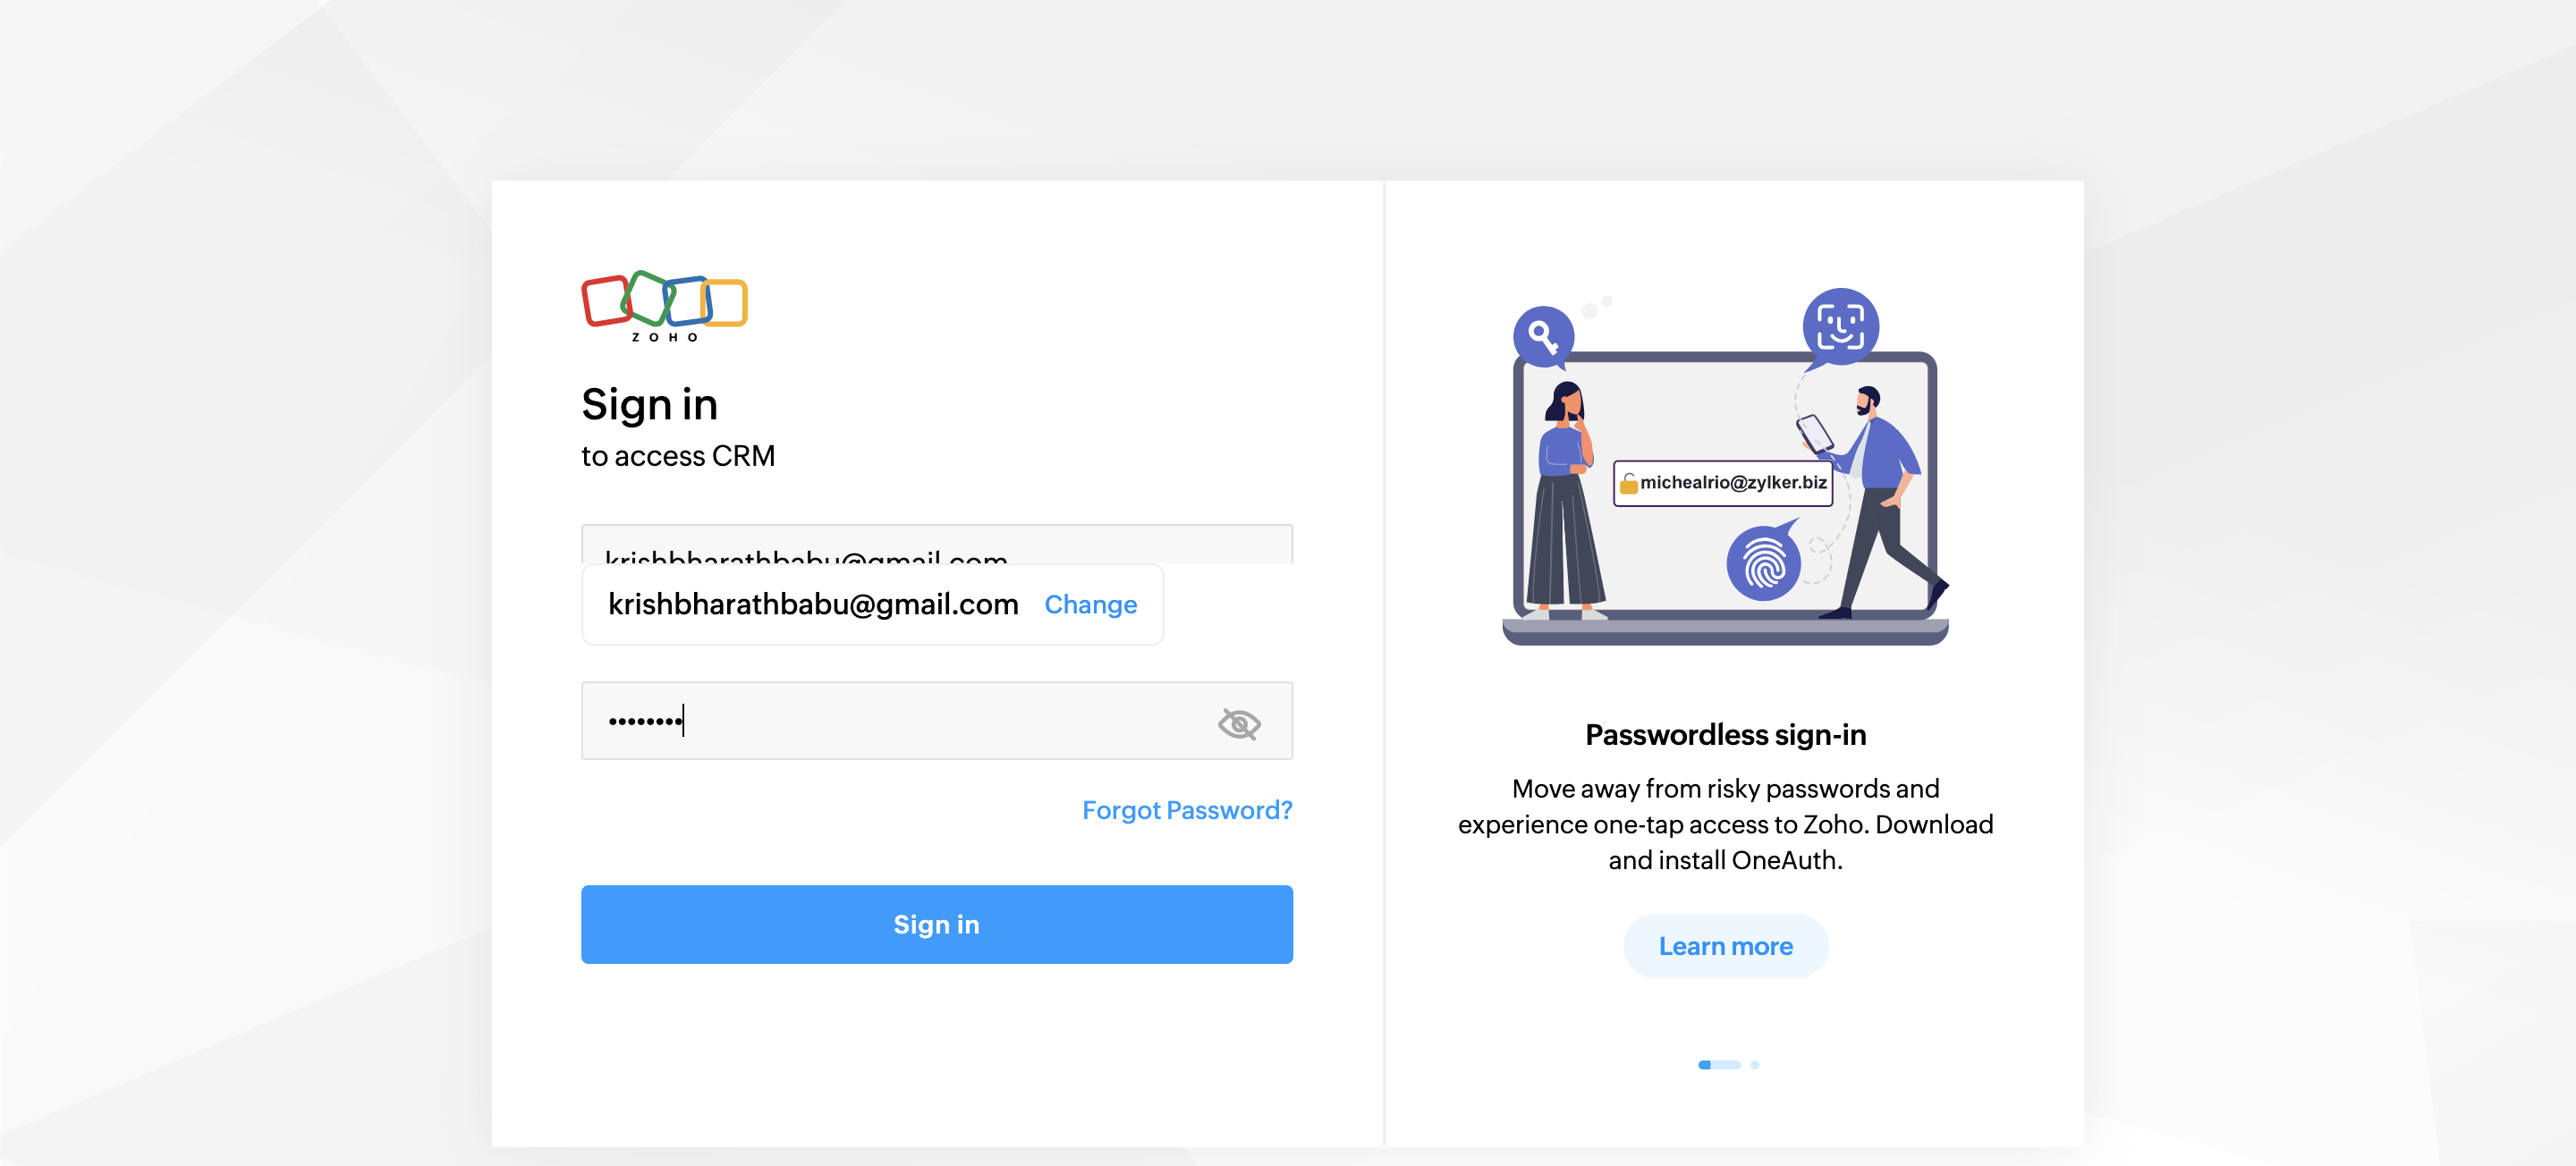 ZOHO
Sign in
to access CRM
krishbharathbabu@gmail.com
krishbharathbabu@gmail.com Change
••••••••
Forgot Password?
Sign in
michealrio@zylker.biz
Passwordless sign-in
Move away from risky passwords and
experience one-tap access to Zoho. Download
and install OneAuth.
Learn more